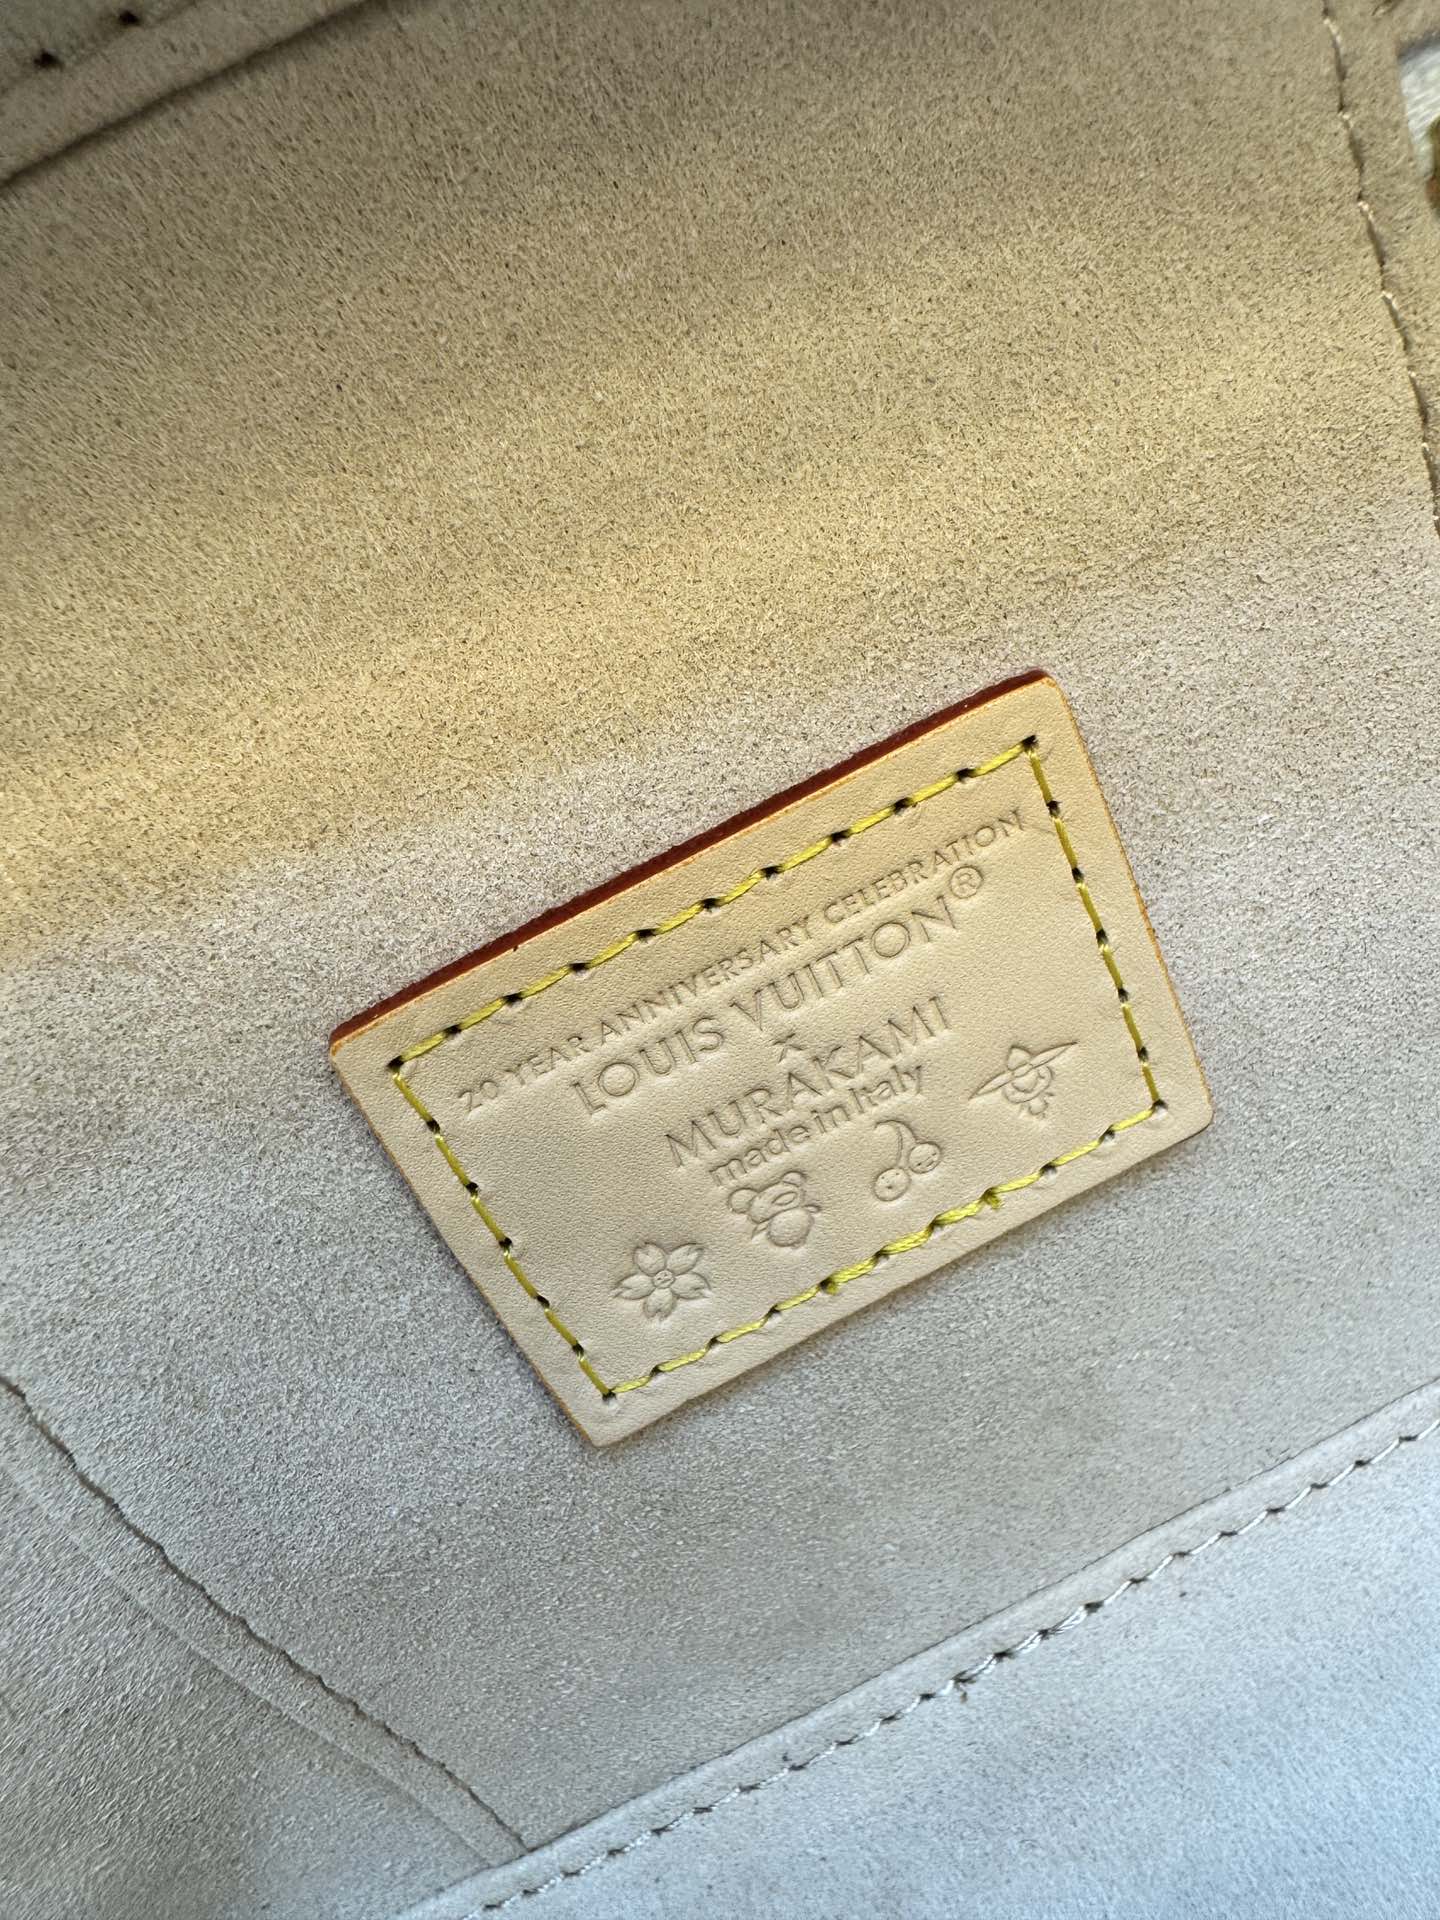 20 YEAR ANNIVERSARY CELEBRATION
LOUIS VUITTON®
x
MURAKAMI
made in Italy